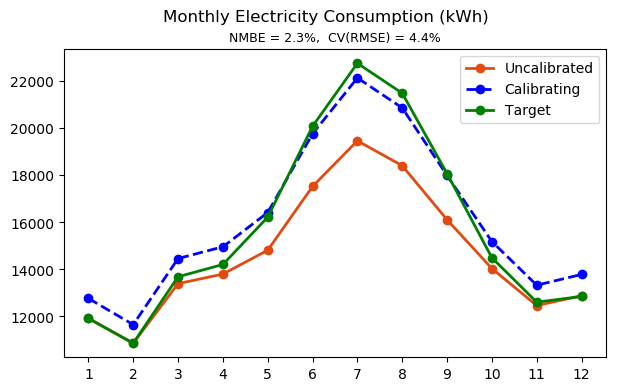 Monthly Electricity Consumption (kWh)
NMBE = 2.3%,  CV(RMSE) = 4.4%
Uncalibrated
Calibrating
Target
22000
20000
18000
16000
14000
12000
1 2 3 4 5 6 7 8 9 10 11 12